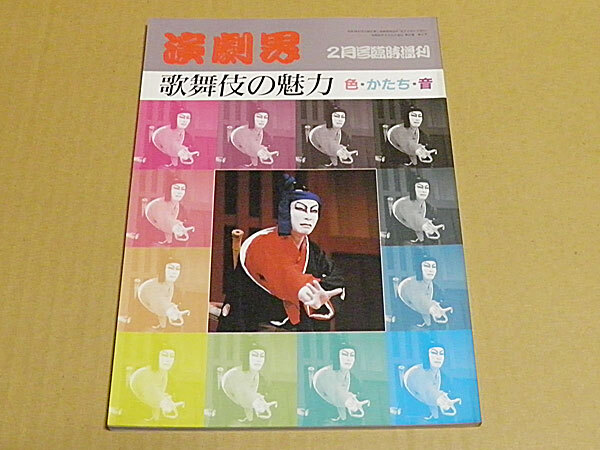 演劇界
2月号臨時増刊
歌舞伎の魅力 色・かたち・音